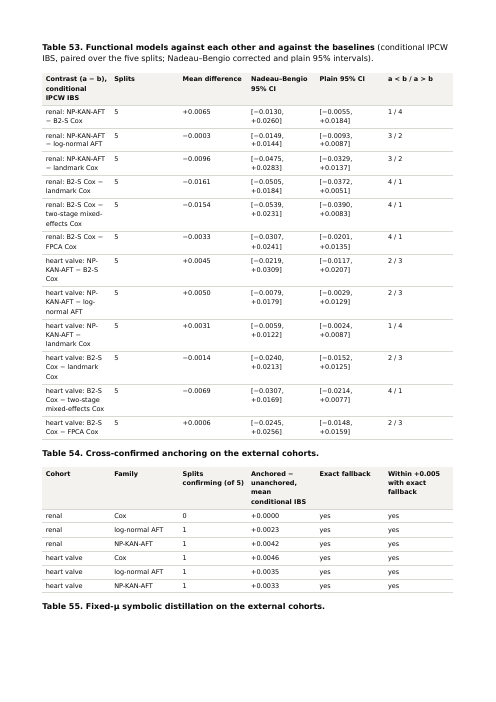 Table 53. Functional models against each other and against the baselines (conditional IPCW
IBS, paired over the five splits; Nadeau–Bengio corrected and plain 95% intervals).
Contrast (a − b), conditional IPCW IBS | Splits | Mean difference | Nadeau–Bengio 95% CI | Plain 95% CI | a < b / a > b
renal: NP-KAN-AFT − B2-S Cox | 5 | +0.0065 | [−0.0130, +0.0260] | [−0.0055, +0.0184] | 1 / 4
renal: NP-KAN-AFT − log-normal AFT | 5 | −0.0003 | [−0.0149, +0.0144] | [−0.0093, +0.0087] | 3 / 2
renal: NP-KAN-AFT − landmark Cox | 5 | −0.0096 | [−0.0475, +0.0283] | [−0.0329, +0.0137] | 3 / 2
renal: B2-S Cox − landmark Cox | 5 | −0.0161 | [−0.0505, +0.0184] | [−0.0372, +0.0051] | 4 / 1
renal: B2-S Cox − two-stage mixed-effects Cox | 5 | −0.0154 | [−0.0539, +0.0231] | [−0.0390, +0.0083] | 4 / 1
renal: B2-S Cox − FPCA Cox | 5 | −0.0033 | [−0.0307, +0.0241] | [−0.0201, +0.0135] | 4 / 1
heart valve: NP-KAN-AFT − B2-S Cox | 5 | +0.0045 | [−0.0219, +0.0309] | [−0.0117, +0.0207] | 2 / 3
heart valve: NP-KAN-AFT − log-normal AFT | 5 | +0.0050 | [−0.0079, +0.0179] | [−0.0029, +0.0129] | 2 / 3
heart valve: NP-KAN-AFT − landmark Cox | 5 | +0.0031 | [−0.0059, +0.0122] | [−0.0024, +0.0087] | 1 / 4
heart valve: B2-S Cox − landmark Cox | 5 | −0.0014 | [−0.0240, +0.0213] | [−0.0152, +0.0125] | 2 / 3
heart valve: B2-S Cox − two-stage mixed-effects Cox | 5 | −0.0069 | [−0.0307, +0.0169] | [−0.0214, +0.0077] | 4 / 1
heart valve: B2-S Cox − FPCA Cox | 5 | +0.0006 | [−0.0245, +0.0256] | [−0.0148, +0.0159] | 2 / 3
Table 54. Cross-confirmed anchoring on the external cohorts.
Cohort | Family | Splits confirming (of 5) | Anchored − unanchored, mean conditional IBS | Exact fallback | Within +0.005 with exact fallback
renal | Cox | 0 | +0.0000 | yes | yes
renal | log-normal AFT | 1 | +0.0023 | yes | yes
renal | NP-KAN-AFT | 1 | +0.0042 | yes | yes
heart valve | Cox | 1 | +0.0046 | yes | yes
heart valve | log-normal AFT | 1 | +0.0035 | yes | yes
heart valve | NP-KAN-AFT | 1 | +0.0033 | yes | yes
Table 55. Fixed-μ symbolic distillation on the external cohorts.